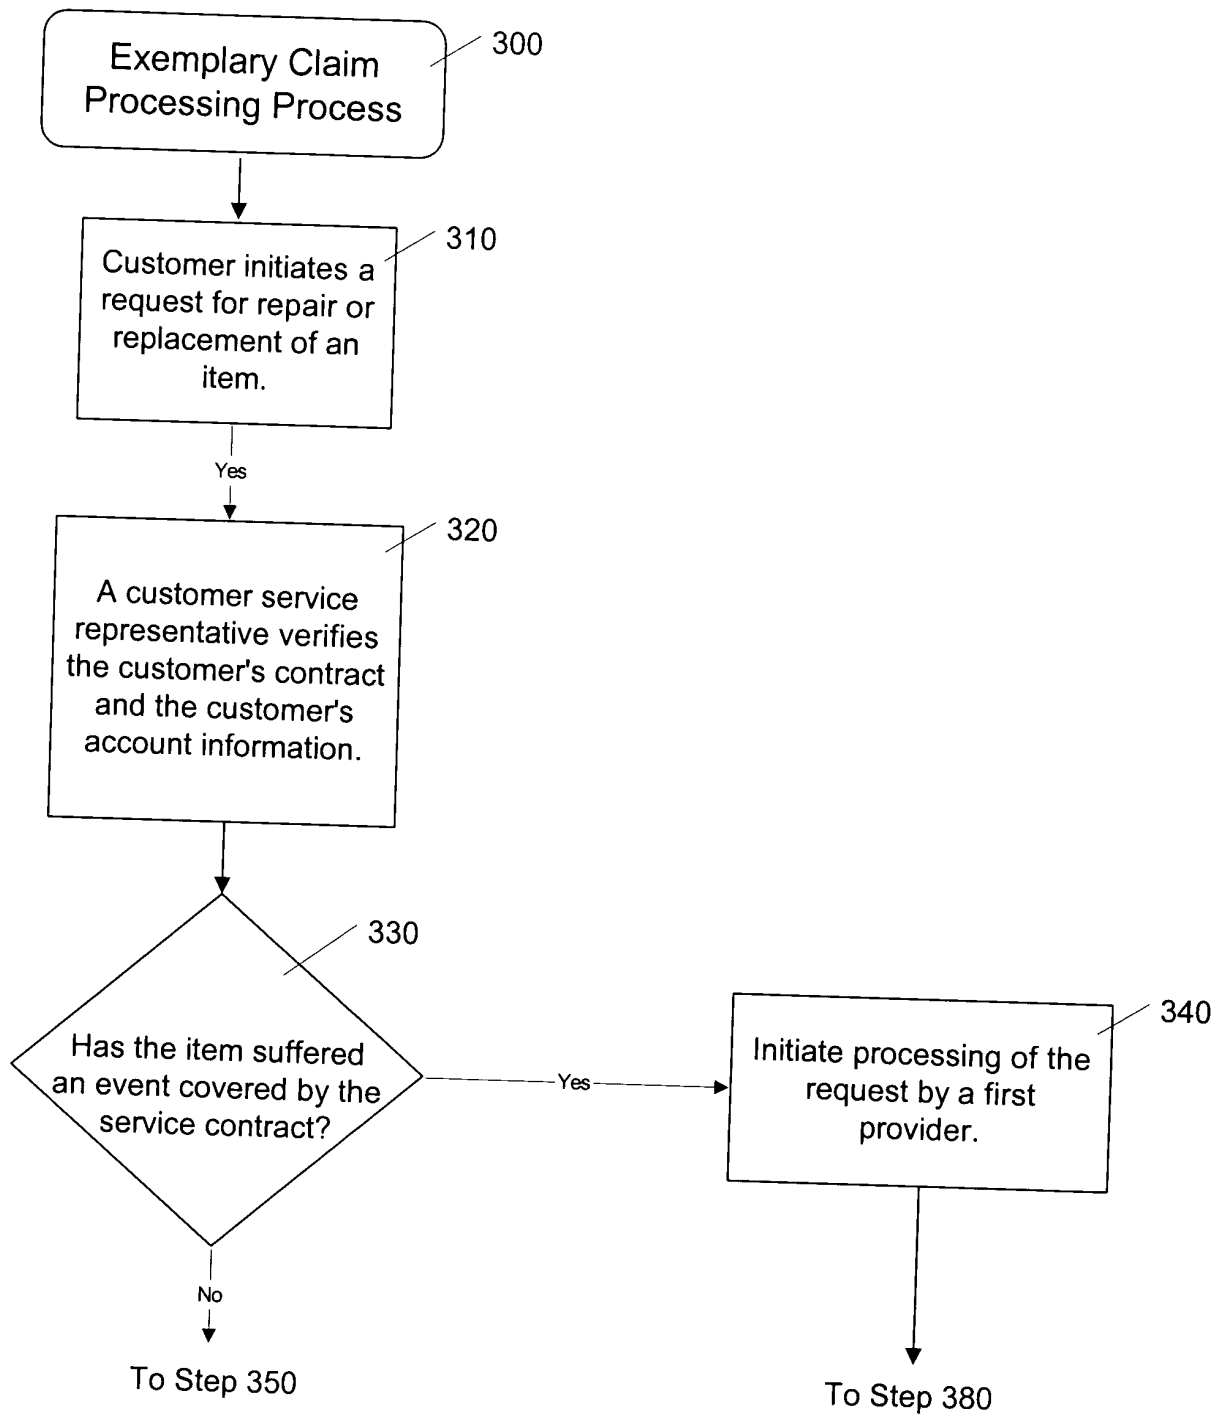 Exemplary Claim
Processing Process
300
310
Customer initiates a
request for repair or
replacement of an
item.
Yes
320
A customer service
representative verifies
the customer's contract
and the customer's
account information.
330
Has the item suffered
an event covered by the
service contract?
Yes
340
Initiate processing of the
request by a first
provider.
No
To Step 350
To Step 380